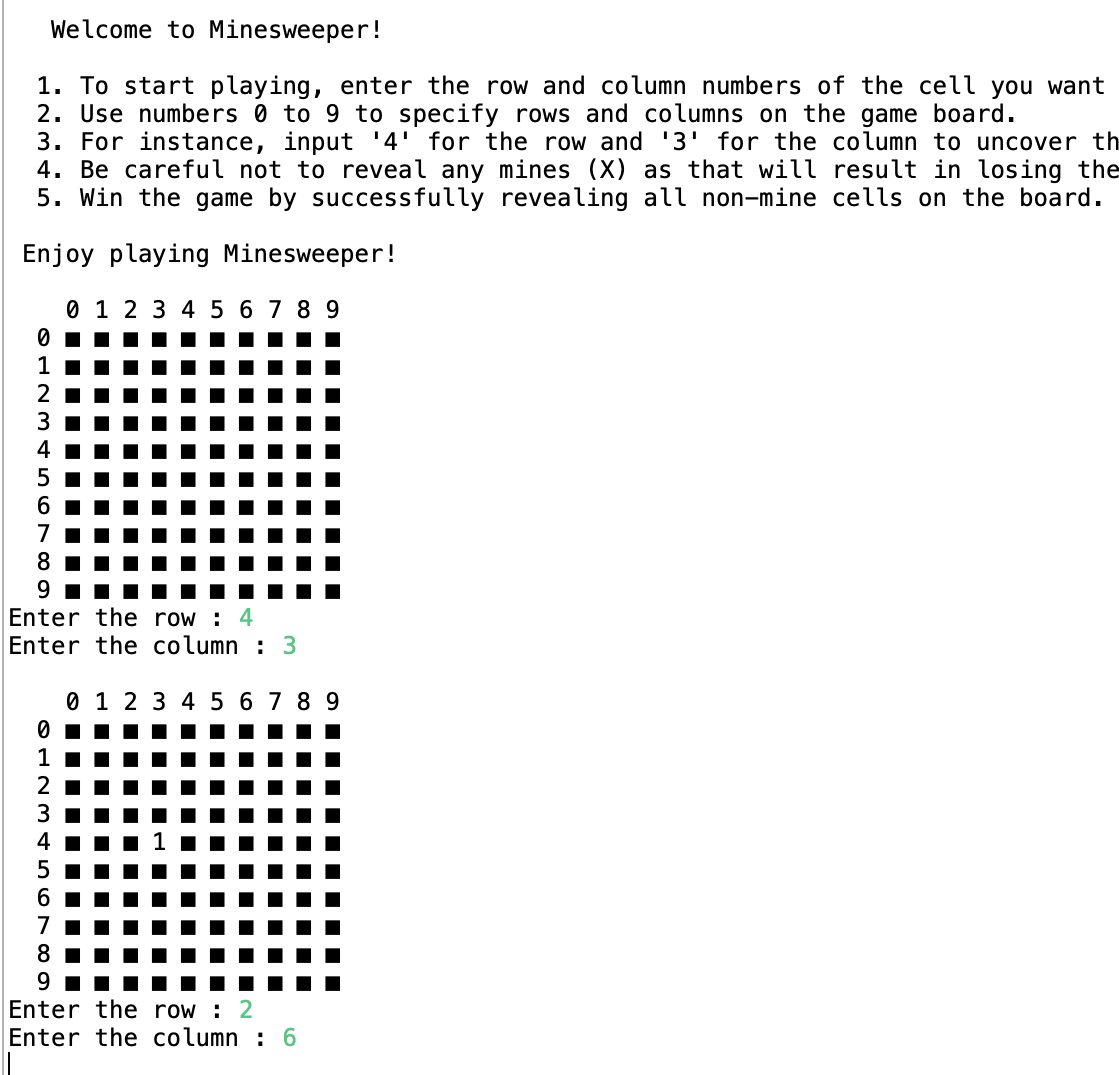 Welcome to Minesweeper!
1. To start playing, enter the row and column numbers of the cell you want
2. Use numbers 0 to 9 to specify rows and columns on the game board.
3. For instance, input '4' for the row and '3' for the column to uncover th
4. Be careful not to reveal any mines (X) as that will result in losing the
5. Win the game by successfully revealing all non-mine cells on the board.
Enjoy playing Minesweeper!
0 1 2 3 4 5 6 7 8 9
0 ■ ■ ■ ■ ■ ■ ■ ■ ■ ■
1 ■ ■ ■ ■ ■ ■ ■ ■ ■ ■
2 ■ ■ ■ ■ ■ ■ ■ ■ ■ ■
3 ■ ■ ■ ■ ■ ■ ■ ■ ■ ■
4 ■ ■ ■ ■ ■ ■ ■ ■ ■ ■
5 ■ ■ ■ ■ ■ ■ ■ ■ ■ ■
6 ■ ■ ■ ■ ■ ■ ■ ■ ■ ■
7 ■ ■ ■ ■ ■ ■ ■ ■ ■ ■
8 ■ ■ ■ ■ ■ ■ ■ ■ ■ ■
9 ■ ■ ■ ■ ■ ■ ■ ■ ■ ■
Enter the row : 4
Enter the column : 3
0 1 2 3 4 5 6 7 8 9
0 ■ ■ ■ ■ ■ ■ ■ ■ ■ ■
1 ■ ■ ■ ■ ■ ■ ■ ■ ■ ■
2 ■ ■ ■ ■ ■ ■ ■ ■ ■ ■
3 ■ ■ ■ ■ ■ ■ ■ ■ ■ ■
4 ■ ■ ■ 1 ■ ■ ■ ■ ■ ■
5 ■ ■ ■ ■ ■ ■ ■ ■ ■ ■
6 ■ ■ ■ ■ ■ ■ ■ ■ ■ ■
7 ■ ■ ■ ■ ■ ■ ■ ■ ■ ■
8 ■ ■ ■ ■ ■ ■ ■ ■ ■ ■
9 ■ ■ ■ ■ ■ ■ ■ ■ ■ ■
Enter the row : 2
Enter the column : 6